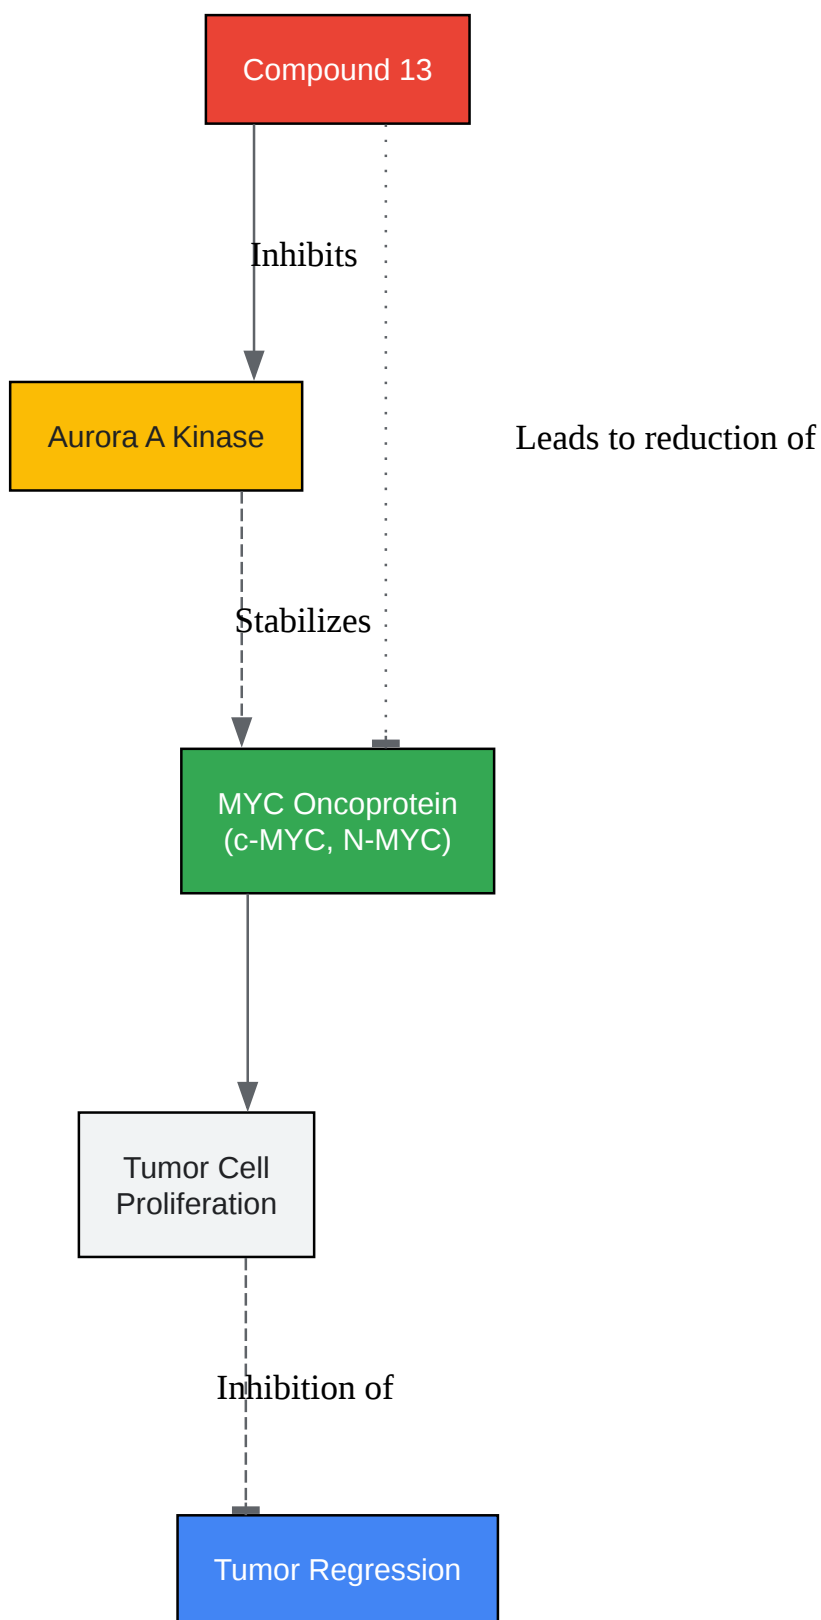 Compound 13
Inhibits
Aurora A Kinase
Leads to reduction of
Stabilizes
MYC Oncoprotein
(c-MYC, N-MYC)
Tumor Cell
Proliferation
Inhibition of
Tumor Regression